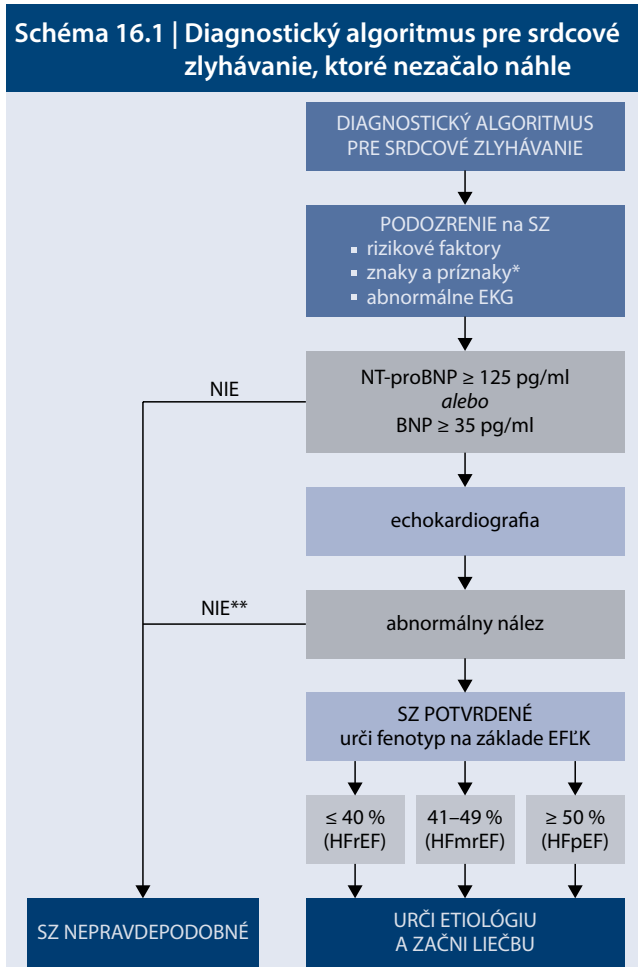 Schéma 16.1 | Diagnostický algoritmus pre srdcové
zlyhávanie, ktoré nezačalo náhle
DIAGNOSTICKÝ ALGORITMUS
PRE SRDCOVÉ ZLYHÁVANIE
PODOZRENIE na SZ
▪ rizikové faktory
▪ znaky a príznaky*
▪ abnormálne EKG
NIE
NT-proBNP ≥ 125 pg/ml
alebo
BNP ≥ 35 pg/ml
echokardiografia
NIE**
abnormálny nález
SZ POTVRDENÉ
urči fenotyp na základe EFĽK
≤ 40 %
(HFrEF)
41–49 %
(HFmrEF)
≥ 50 %
(HFpEF)
SZ NEPRAVDEPODOBNÉ
URČI ETIOLÓGIU
A ZAČNI LIEČBU